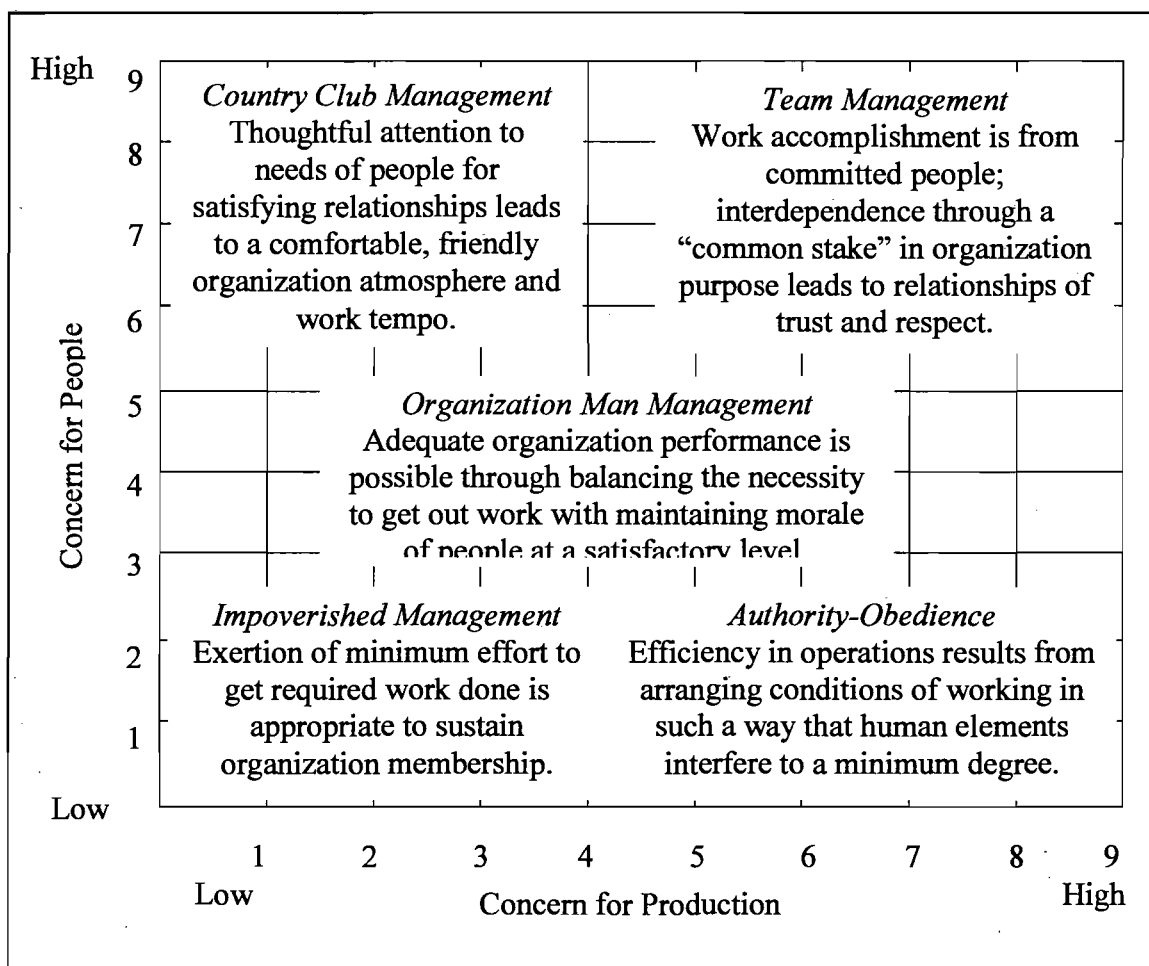 High 9
Country Club Management
Thoughtful attention to
needs of people for
satisfying relationships leads
to a comfortable, friendly
organization atmosphere and
work tempo.
Team Management
Work accomplishment is from
committed people;
interdependence through a
“common stake” in organization
purpose leads to relationships of
trust and respect.
8
7
6
Concern for People
5
4
3
Organization Man Management
Adequate organization performance is
possible through balancing the necessity
to get out work with maintaining morale
of people at a satisfactory level
Impoverished Management
Exertion of minimum effort to
get required work done is
appropriate to sustain
organization membership.
Authority-Obedience
Efficiency in operations results from
arranging conditions of working in
such a way that human elements
interfere to a minimum degree.
2
1
Low
1 2 3 4 5 6 7 8 9
Low High
Concern for Production